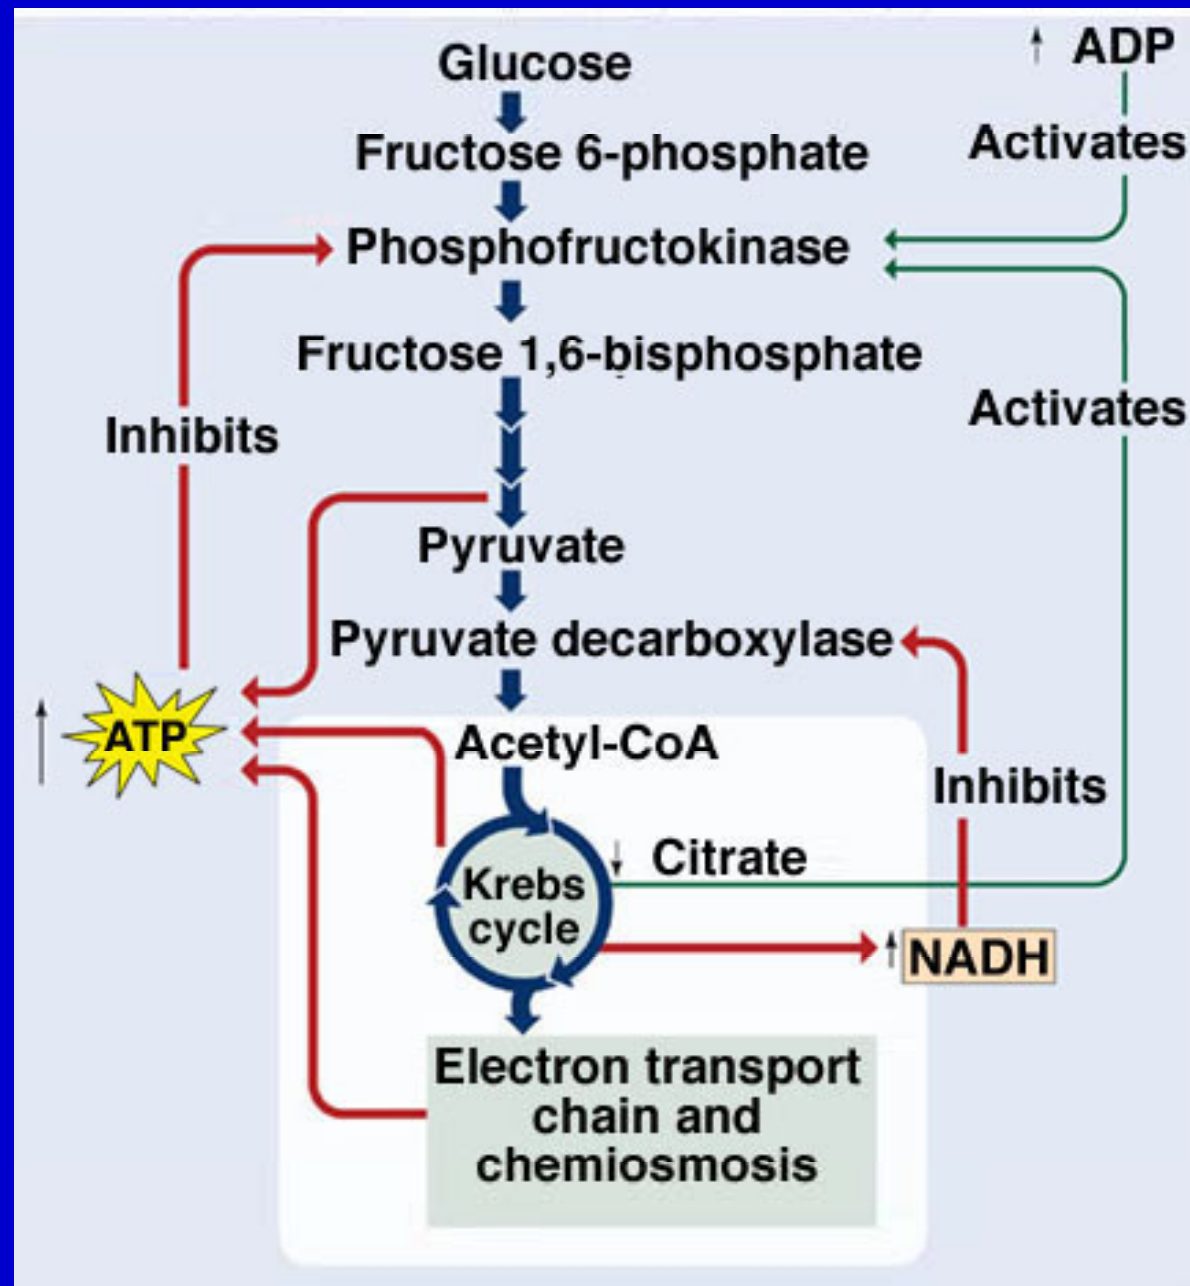 Glucose
↑ ADP
Activates
Fructose 6-phosphate
Phosphofructokinase
Fructose 1,6-bisphosphate
Activates
Inhibits
Pyruvate
Pyruvate decarboxylase
↑ ATP
Acetyl-CoA
Inhibits
↓ Citrate
Krebs
cycle
↑ NADH
Electron transport
chain and
chemiosmosis